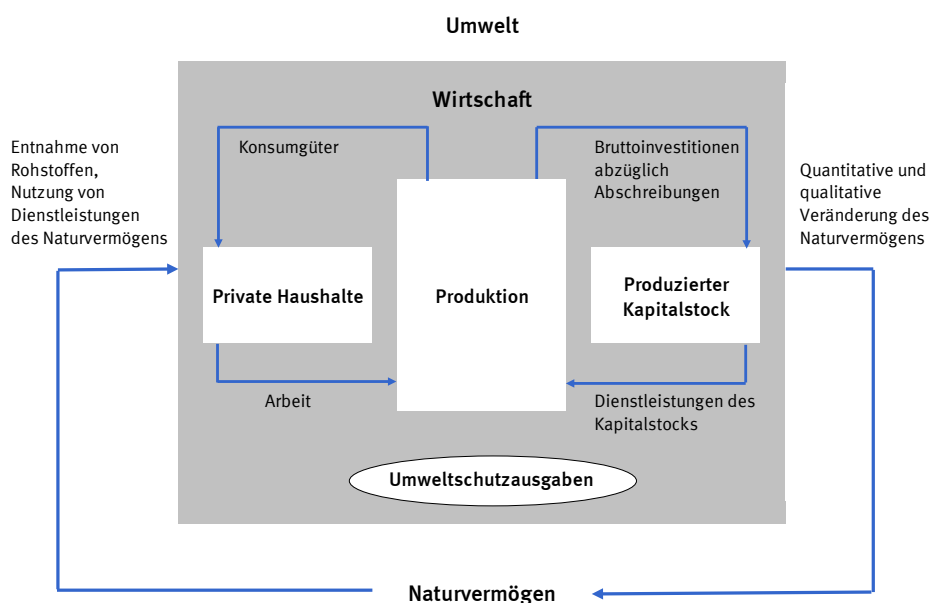 Umwelt
Wirtschaft
Entnahme von
Rohstoffen,
Nutzung von
Dienstleistungen
des Naturvermögens
Konsumgüter
Bruttoinvestitionen
abzüglich
Abschreibungen
Quantitative und
qualitative
Veränderung des
Naturvermögens
Private Haushalte
Produktion
Produzierter
Kapitalstock
Arbeit
Dienstleistungen des
Kapitalstocks
Umweltschutzausgaben
Naturvermögen